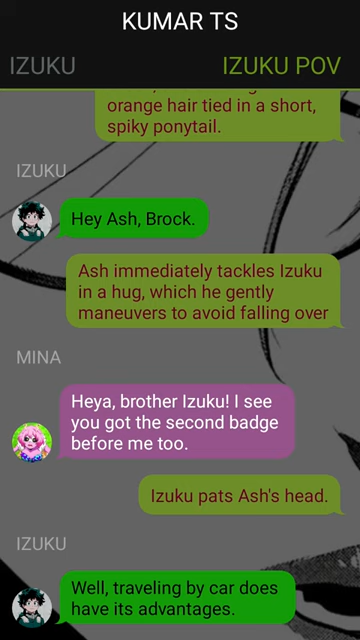 KUMAR TS
IZUKU
IZUKU POV
orange hair tied in a short,
spiky ponytail.
IZUKU
Hey Ash, Brock.
Ash immediately tackles Izuku
in a hug, which he gently
maneuvers to avoid falling over
MINA
Heya, brother Izuku! I see
you got the second badge
before me too.
Izuku pats Ash's head.
IZUKU
Well, traveling by car does
have its advantages.